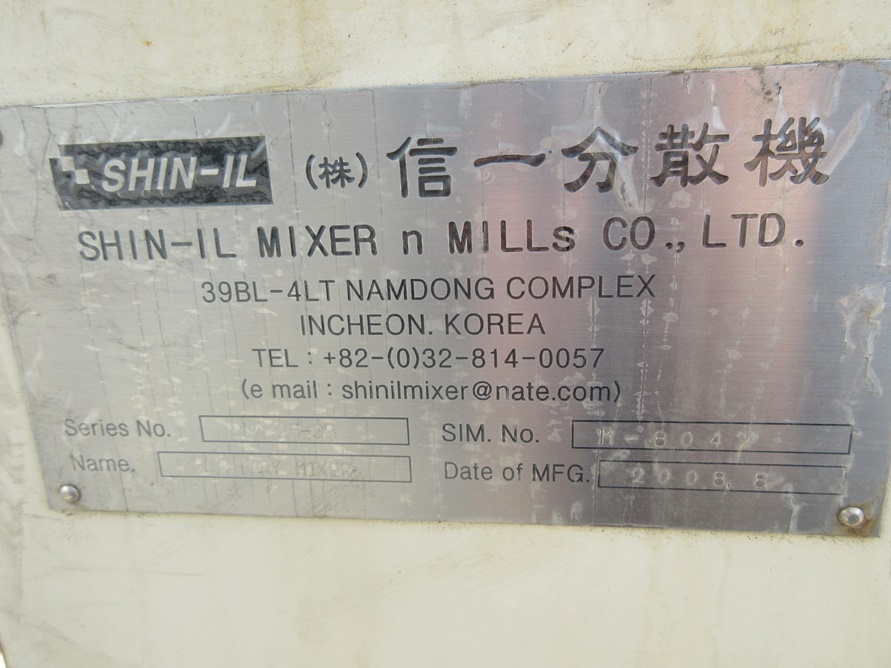 SHIN-IL (株) 信一分散機
SHIN-IL MIXER n MILLs CO., LTD.
39BL-4LT NAMDONG COMPLEX
INCHEON. KOREA
TEL : +82-(0)32-814-0057
(e mail : shinilmixer@nate.com)
Series No. SIM. No. M-8042
Name. MIXER Date of MFG. 2008.8